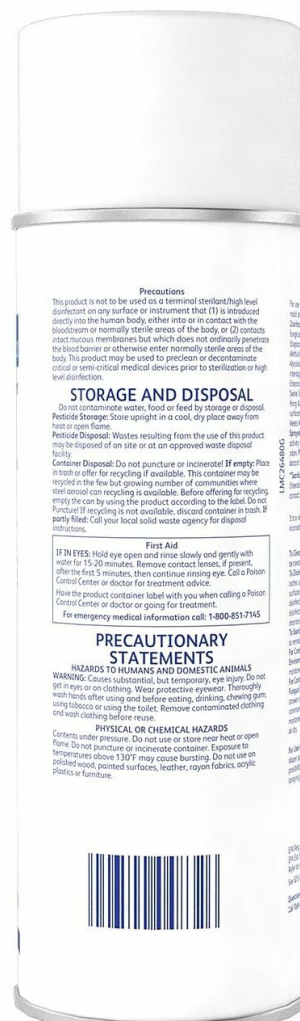 Precautions
This product is not to be used as a terminal sterilant/high level
disinfectant on any surface or instrument that (1) is introduced
directly into the human body, either into or in contact with the
bloodstream or normally sterile areas of the body, or (2) contacts
intact mucous membranes but which does not ordinarily penetrate
the blood barrier or otherwise enter normally sterile areas of the
body. This product may be used to preclean or decontaminate
critical or semi-critical medical devices prior to sterilization or high
level disinfection.
STORAGE AND DISPOSAL
Do not contaminate water, food or feed by storage or disposal.
Pesticide Storage: Store upright in a cool, dry place away from
heat or open flame.
Pesticide Disposal: Wastes resulting from the use of this product
may be disposed of on site or at an approved waste disposal
facility.
Container Disposal: Do not puncture or incinerate! If empty: Place
in trash or offer for recycling if available. This container may be
recycled in the few but growing number of communities where
steel aerosol can recycling is available. Before offering for recycling,
empty the can by using the product according to the label. Do not
Puncture! If recycling is not available, discard container in trash. If
partly filled: Call your local solid waste agency for disposal
instructions.
First Aid
IF IN EYES: Hold eye open and rinse slowly and gently with
water for 15-20 minutes. Remove contact lenses, if present,
after the first 5 minutes, then continue rinsing eye. Call a Poison
Control Center or doctor for treatment advice.
Have the product container label with you when calling a Poison
Control Center or doctor or going for treatment.
For emergency medical information call: 1-800-851-7145
PRECAUTIONARY
STATEMENTS
HAZARDS TO HUMANS AND DOMESTIC ANIMALS
WARNING: Causes substantial, but temporary, eye injury. Do not
get in eyes or on clothing. Wear protective eyewear. Thoroughly
wash hands after using and before eating, drinking, chewing gum,
using tobacco or using the toilet. Remove contaminated clothing
and wash clothing before reuse.
PHYSICAL OR CHEMICAL HAZARDS
Contents under pressure. Do not use or store near heat or open
flame. Do not puncture or incinerate container. Exposure to
temperatures above 130°F may cause bursting. Do not use on
polished wood, painted surfaces, leather, rayon fabrics, acrylic
plastics or furniture.
LMC26480G